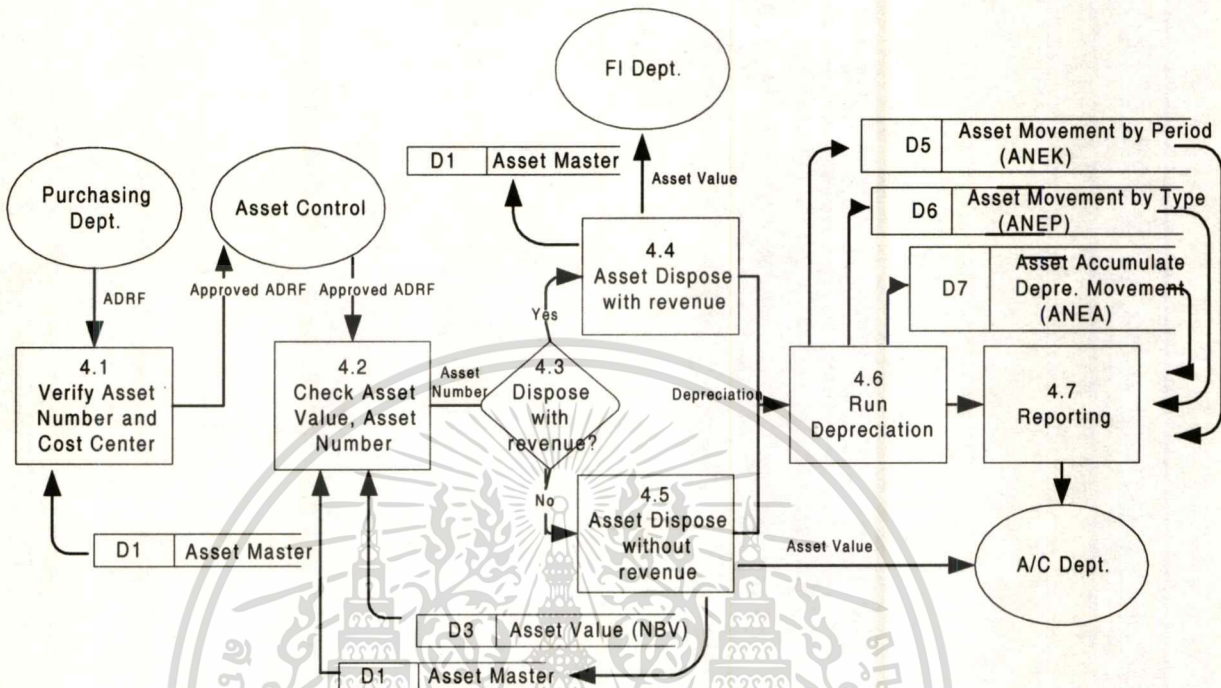 FI Dept.
D1 Asset Master
Asset Value
D5 Asset Movement by Period
(ANEK)
D6 Asset Movement by Type
(ANEP)
D7 Asset Accumulate
Depre. Movement
(ANEA)
Purchasing
Dept.
Asset Control
ADRF
Approved ADRF
Approved ADRF
4.1
Verify Asset
Number and
Cost Center
4.2
Check Asset
Value, Asset
Number
Asset
Number
4.3
Dispose
with
revenue?
Yes
No
4.4
Asset Dispose
with revenue
4.5
Asset Dispose
without
revenue
Depreciation
4.6
Run
Depreciation
4.7
Reporting
Asset Value
A/C Dept.
D1 Asset Master
D3 Asset Value (NBV)
D1 Asset Master